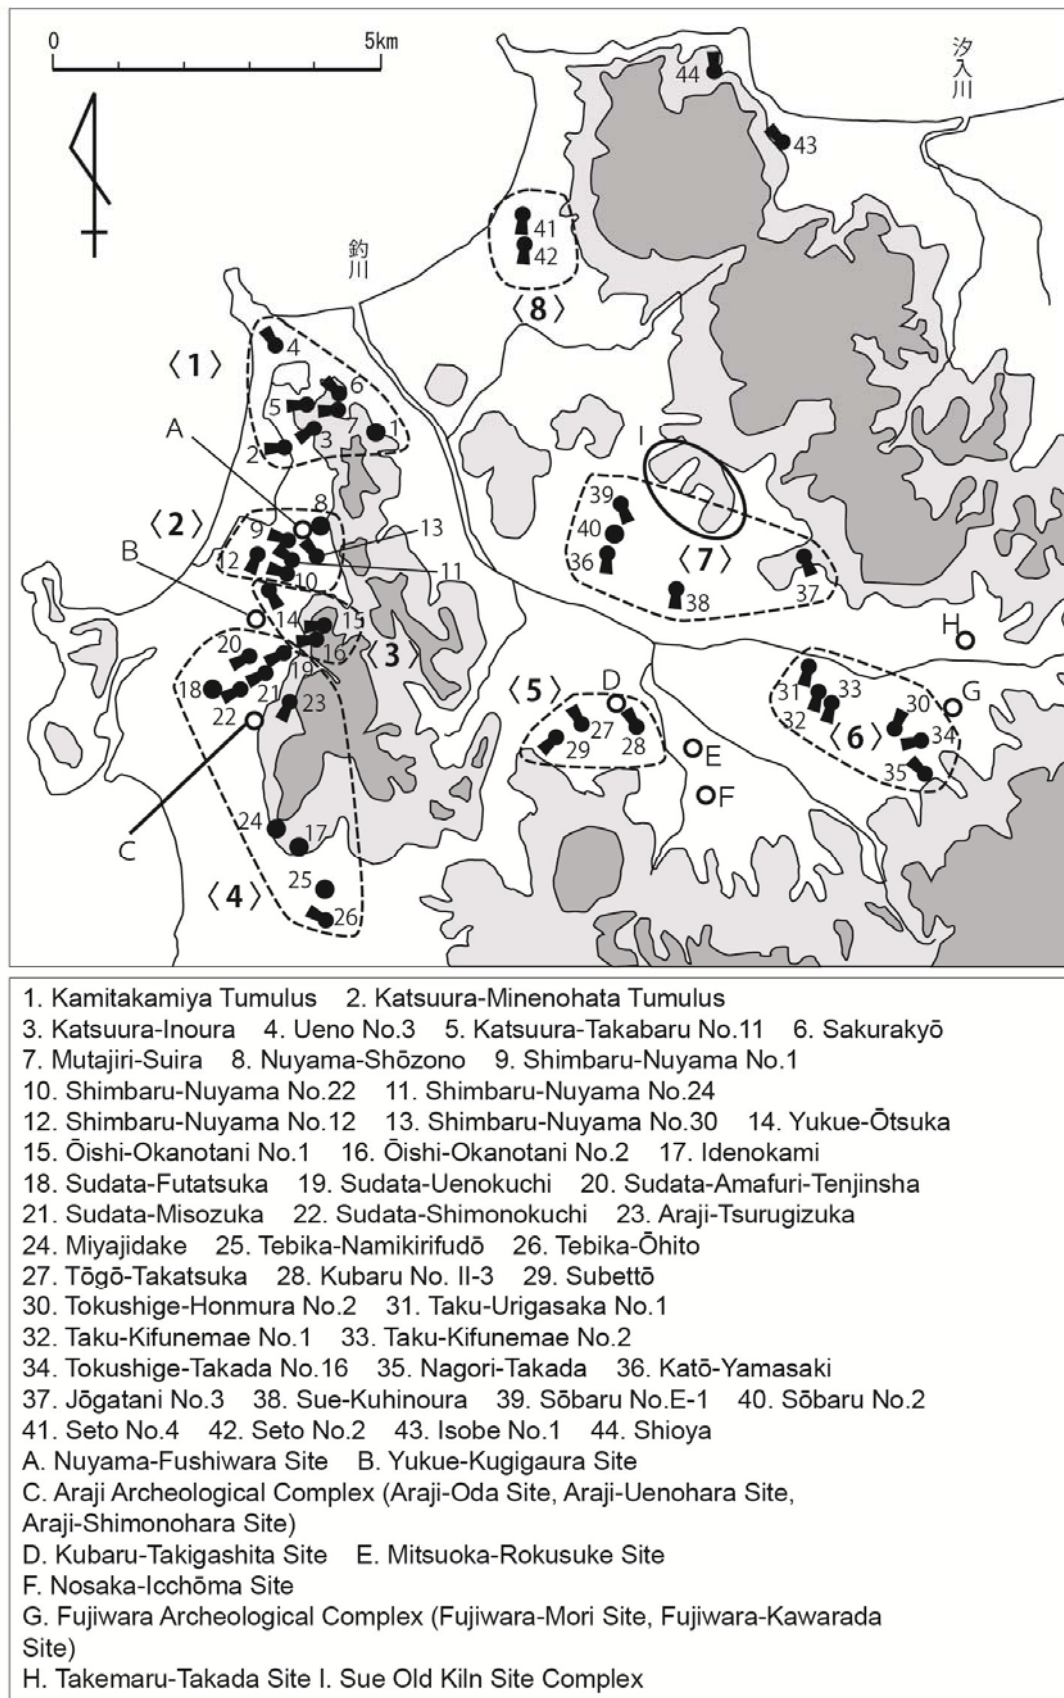 0 5km
汐入川
44
43
41
42
〈8〉
釣川
〈1〉
4
6
5
7
1
3
2
A
I
39
40
36
〈7〉
38
37
8
〈2〉
9
13
12
11
10
B
14
15
16
〈3〉
H
20
19
18
21
22
23
〈5〉
D
27
28
29
E
F
31
33
32
30
G
〈6〉
34
35
C
24
17
〈4〉
25
26
1. Kamitakamiya Tumulus 2. Katsuura-Minenohata Tumulus
3. Katsuura-Inoura 4. Ueno No.3 5. Katsuura-Takabaru No.11 6. Sakurakyō
7. Mutajiri-Suira 8. Nuyama-Shōzono 9. Shimbaru-Nuyama No.1
10. Shimbaru-Nuyama No.22 11. Shimbaru-Nuyama No.24
12. Shimbaru-Nuyama No.12 13. Shimbaru-Nuyama No.30 14. Yukue-Ōtsuka
15. Ōishi-Okanotani No.1 16. Ōishi-Okanotani No.2 17. Idenokami
18. Sudata-Futatsuka 19. Sudata-Uenokuchi 20. Sudata-Amafuri-Tenjinsha
21. Sudata-Misozuka 22. Sudata-Shimonokuchi 23. Araji-Tsurugizuka
24. Miyajidake 25. Tebika-Namikirifudō 26. Tebika-Ōhito
27. Tōgō-Takatsuka 28. Kubaru No. II-3 29. Subettō
30. Tokushige-Honmura No.2 31. Taku-Urigasaka No.1
32. Taku-Kifunemae No.1 33. Taku-Kifunemae No.2
34. Tokushige-Takada No.16 35. Nagori-Takada 36. Katō-Yamasaki
37. Jōgatani No.3 38. Sue-Kuhinoura 39. Sōbaru No.E-1 40. Sōbaru No.2
41. Seto No.4 42. Seto No.2 43. Isobe No.1 44. Shioya
A. Nuyama-Fushiwara Site B. Yukue-Kugigaura Site
C. Araji Archeological Complex (Araji-Oda Site, Araji-Uenohara Site,
Araji-Shimonohara Site)
D. Kubaru-Takigashita Site E. Mitsuoka-Rokusuke Site
F. Nosaka-Icchōma Site
G. Fujiwara Archeological Complex (Fujiwara-Mori Site, Fujiwara-Kawarada
Site)
H. Takemaru-Takada Site I. Sue Old Kiln Site Complex